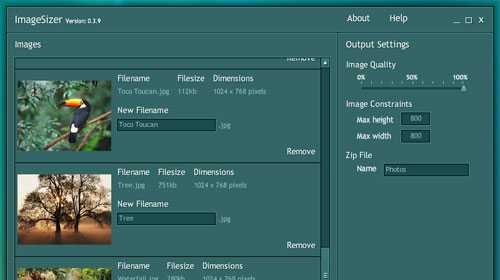 ImageSizer Version: 0.3.9
About Help
Images
Output Settings
Remove
Filename Filesize Dimensions
Toco Toucan.jpg 112kb 1024 x 768 pixels
New Filename
Toco Toucan .jpg
Remove
Filename Filesize Dimensions
Tree.jpg 751kb 1024 x 768 pixels
New Filename
Tree .jpg
Remove
Filename Filesize Dimensions
Waterfall.jpg 780kb 1024 x 768 pixels
Image Quality
0% 50% 100%
Image Constraints
Max height 800
Max width 800
Zip File
Name Photos